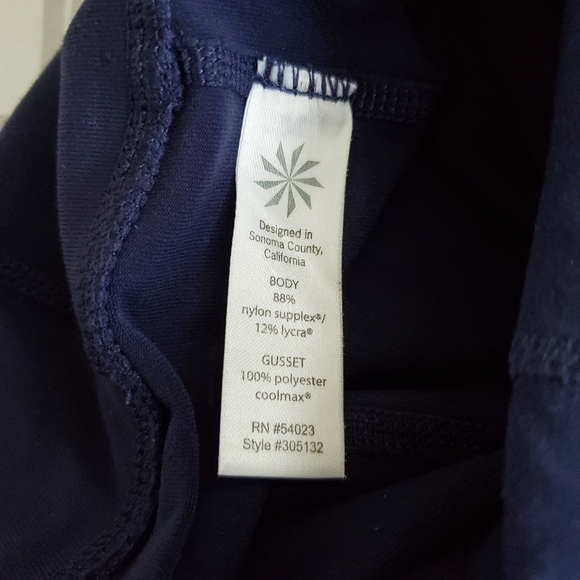 Designed in
Sonoma County,
California
BODY
88%
nylon supplex®/
12% lycra®
GUSSET
100% polyester
coolmax®
RN #54023
Style #305132